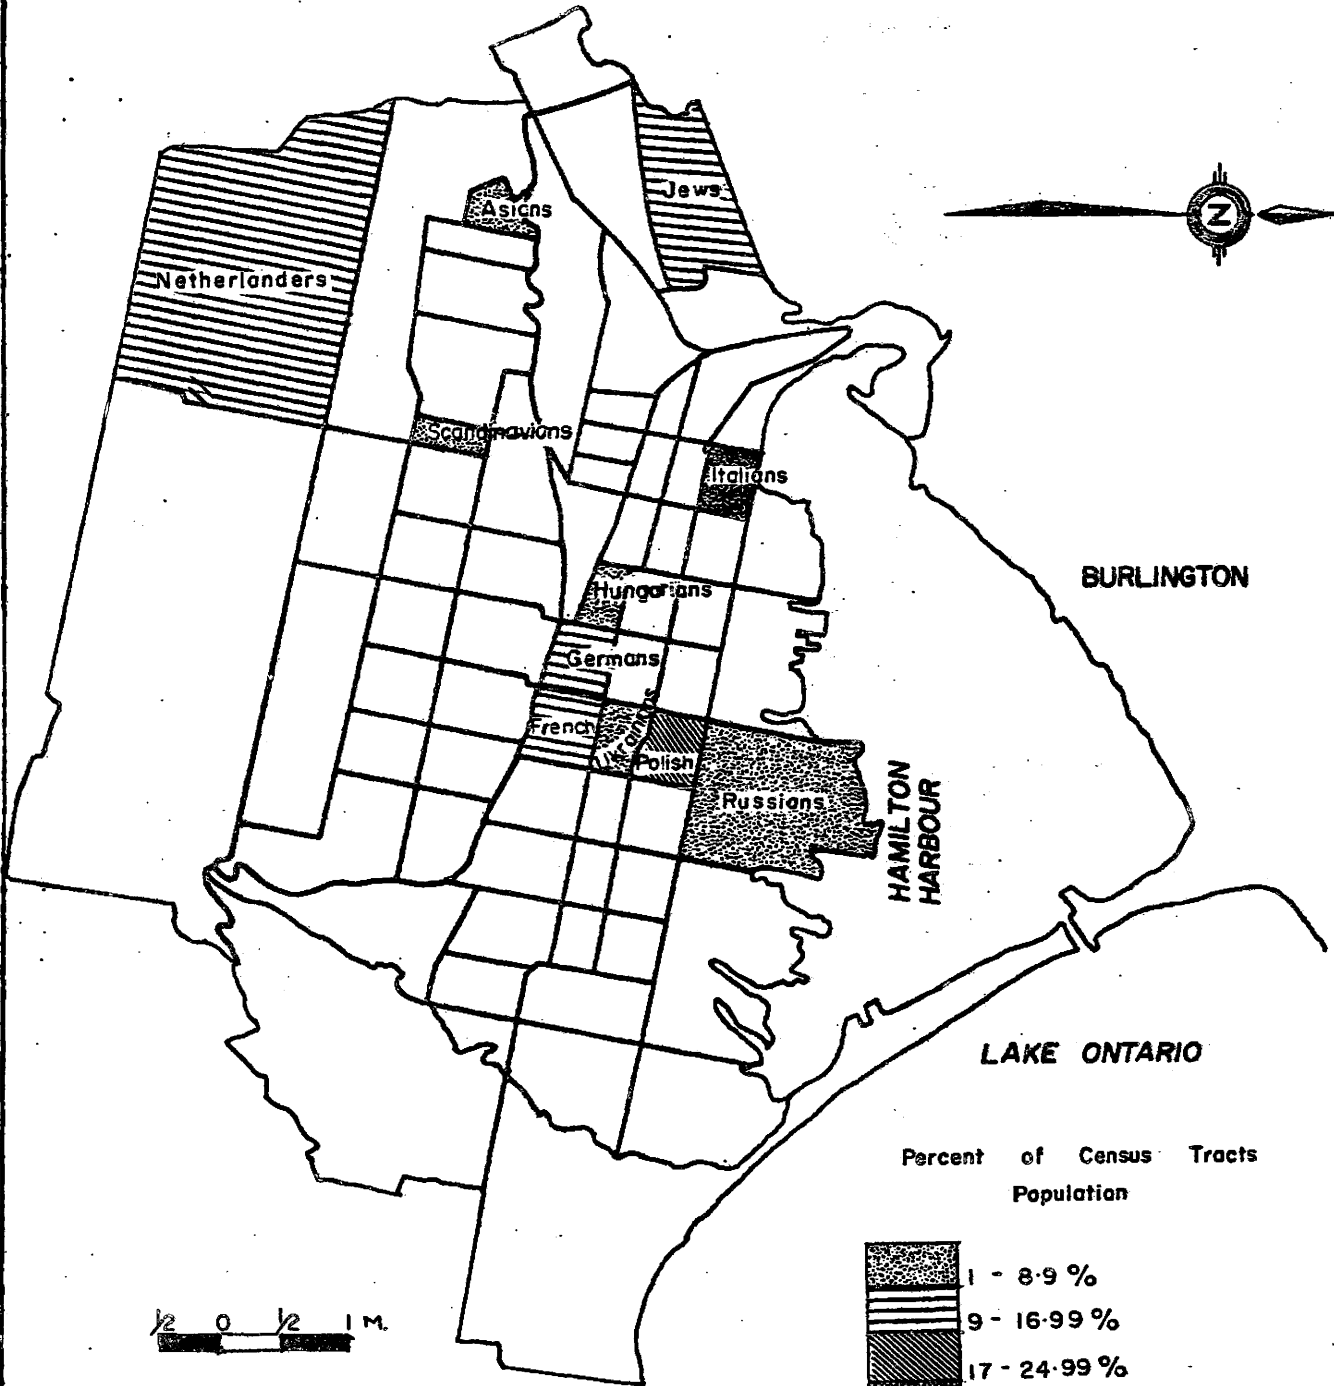 Jews
Asians
Netherlanders
N
Scandinavians
Italians
BURLINGTON
Hungarians
Germans
Ukrainians
French
Polish
Russians
HAMILTON
HARBOUR
LAKE ONTARIO
Percent of Census Tracts
Population
1 - 8·9 %
9 - 16·99 %
17 - 24·99 %
1/2 0 1/2 1 M.